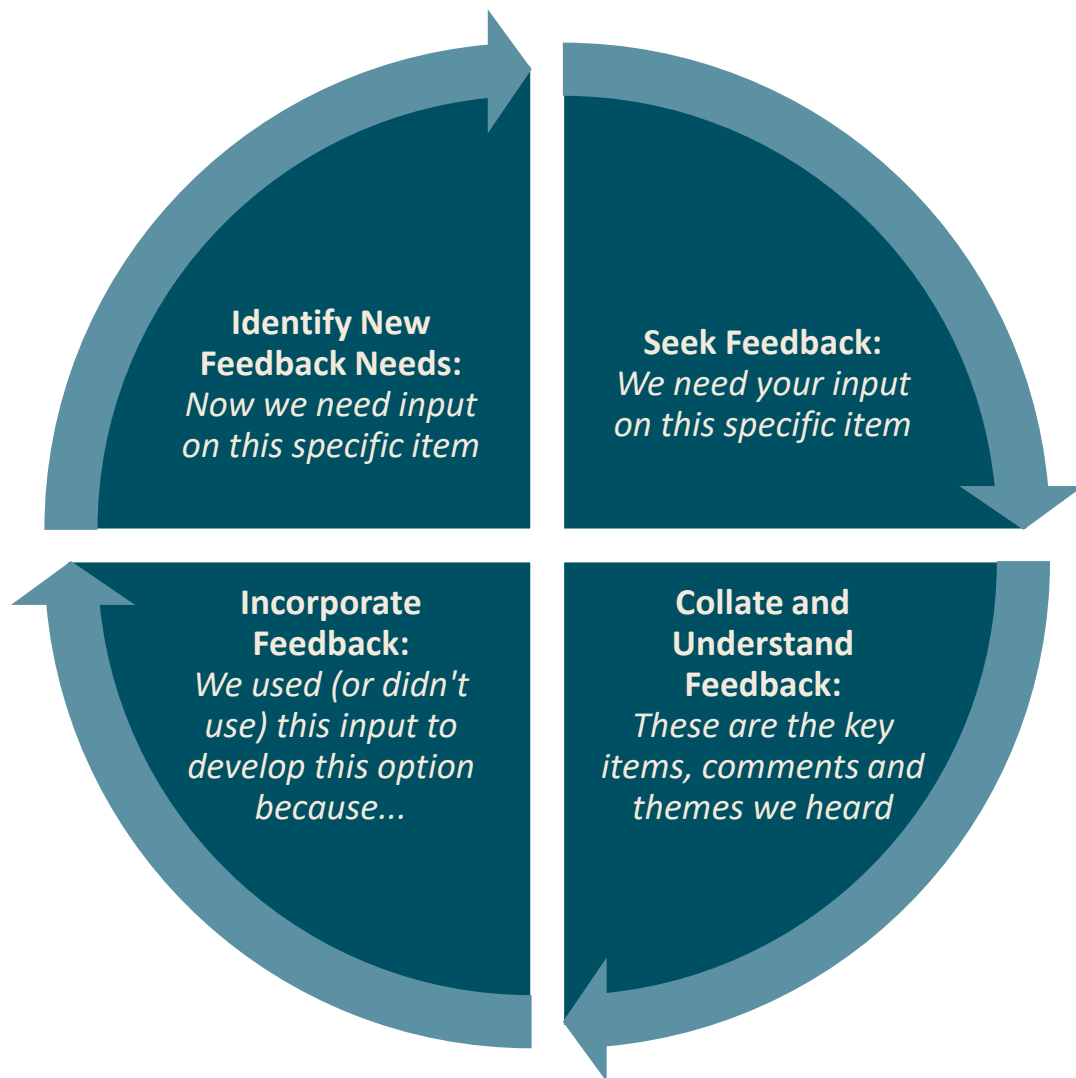 Identify New
Feedback Needs:
Now we need input
on this specific item
Seek Feedback:
We need your input
on this specific item
Incorporate
Feedback:
We used (or didn't
use) this input to
develop this option
because...
Collate and
Understand
Feedback:
These are the key
items, comments and
themes we heard